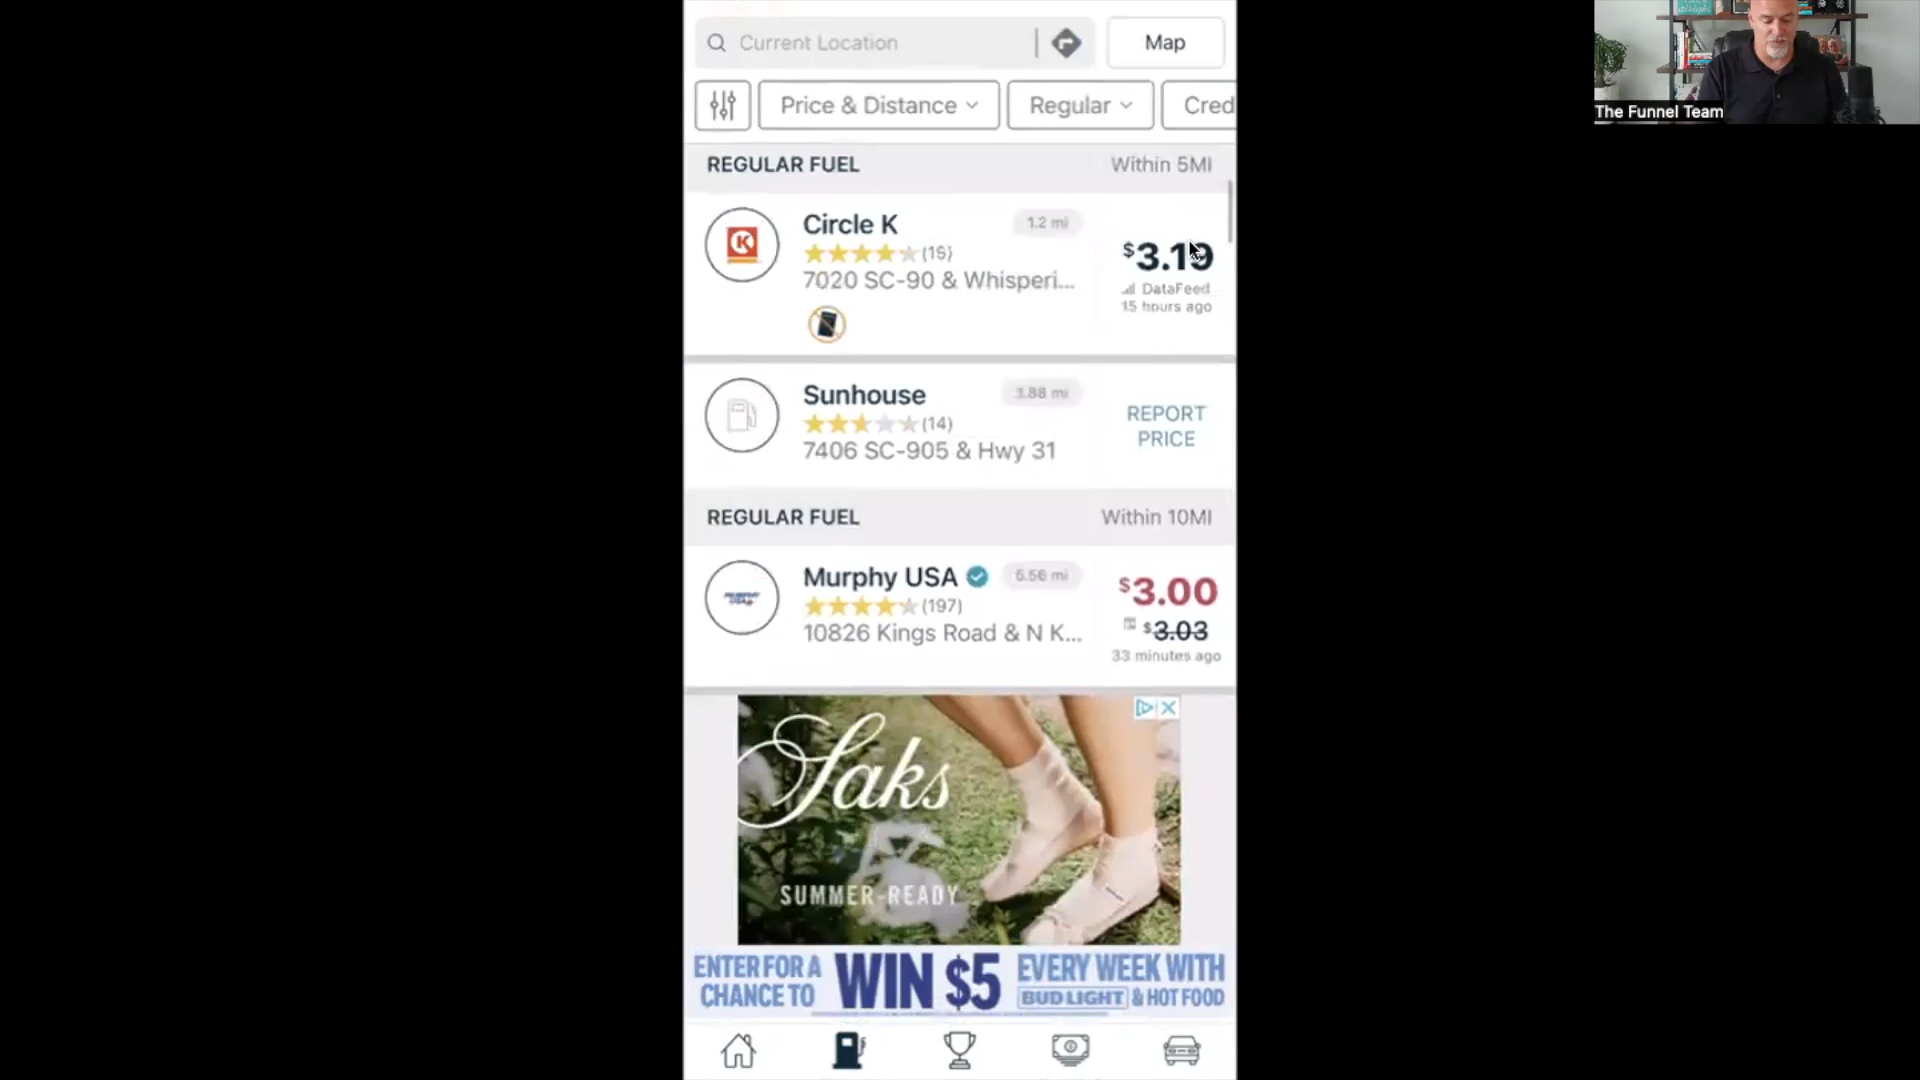 Current Location
Map
Price & Distance
Regular
Cred
REGULAR FUEL
Within 5MI
Circle K
1.2 mi
(15)
7020 SC-90 & Whisperi...
$3.19
DataFeed
15 hours ago
Sunhouse
3.88 mi
(14)
7406 SC-905 & Hwy 31
REPORT
PRICE
REGULAR FUEL
Within 10MI
Murphy USA
(197)
10826 Kings Road & N K...
$3.00
$3.03
33 minutes ago
Saks
SUMMER-READY
ENTER FOR A
CHANCE TO
WIN $5
EVERY WEEK WITH
BUD LIGHT & HOT FOOD
The Funnel Team